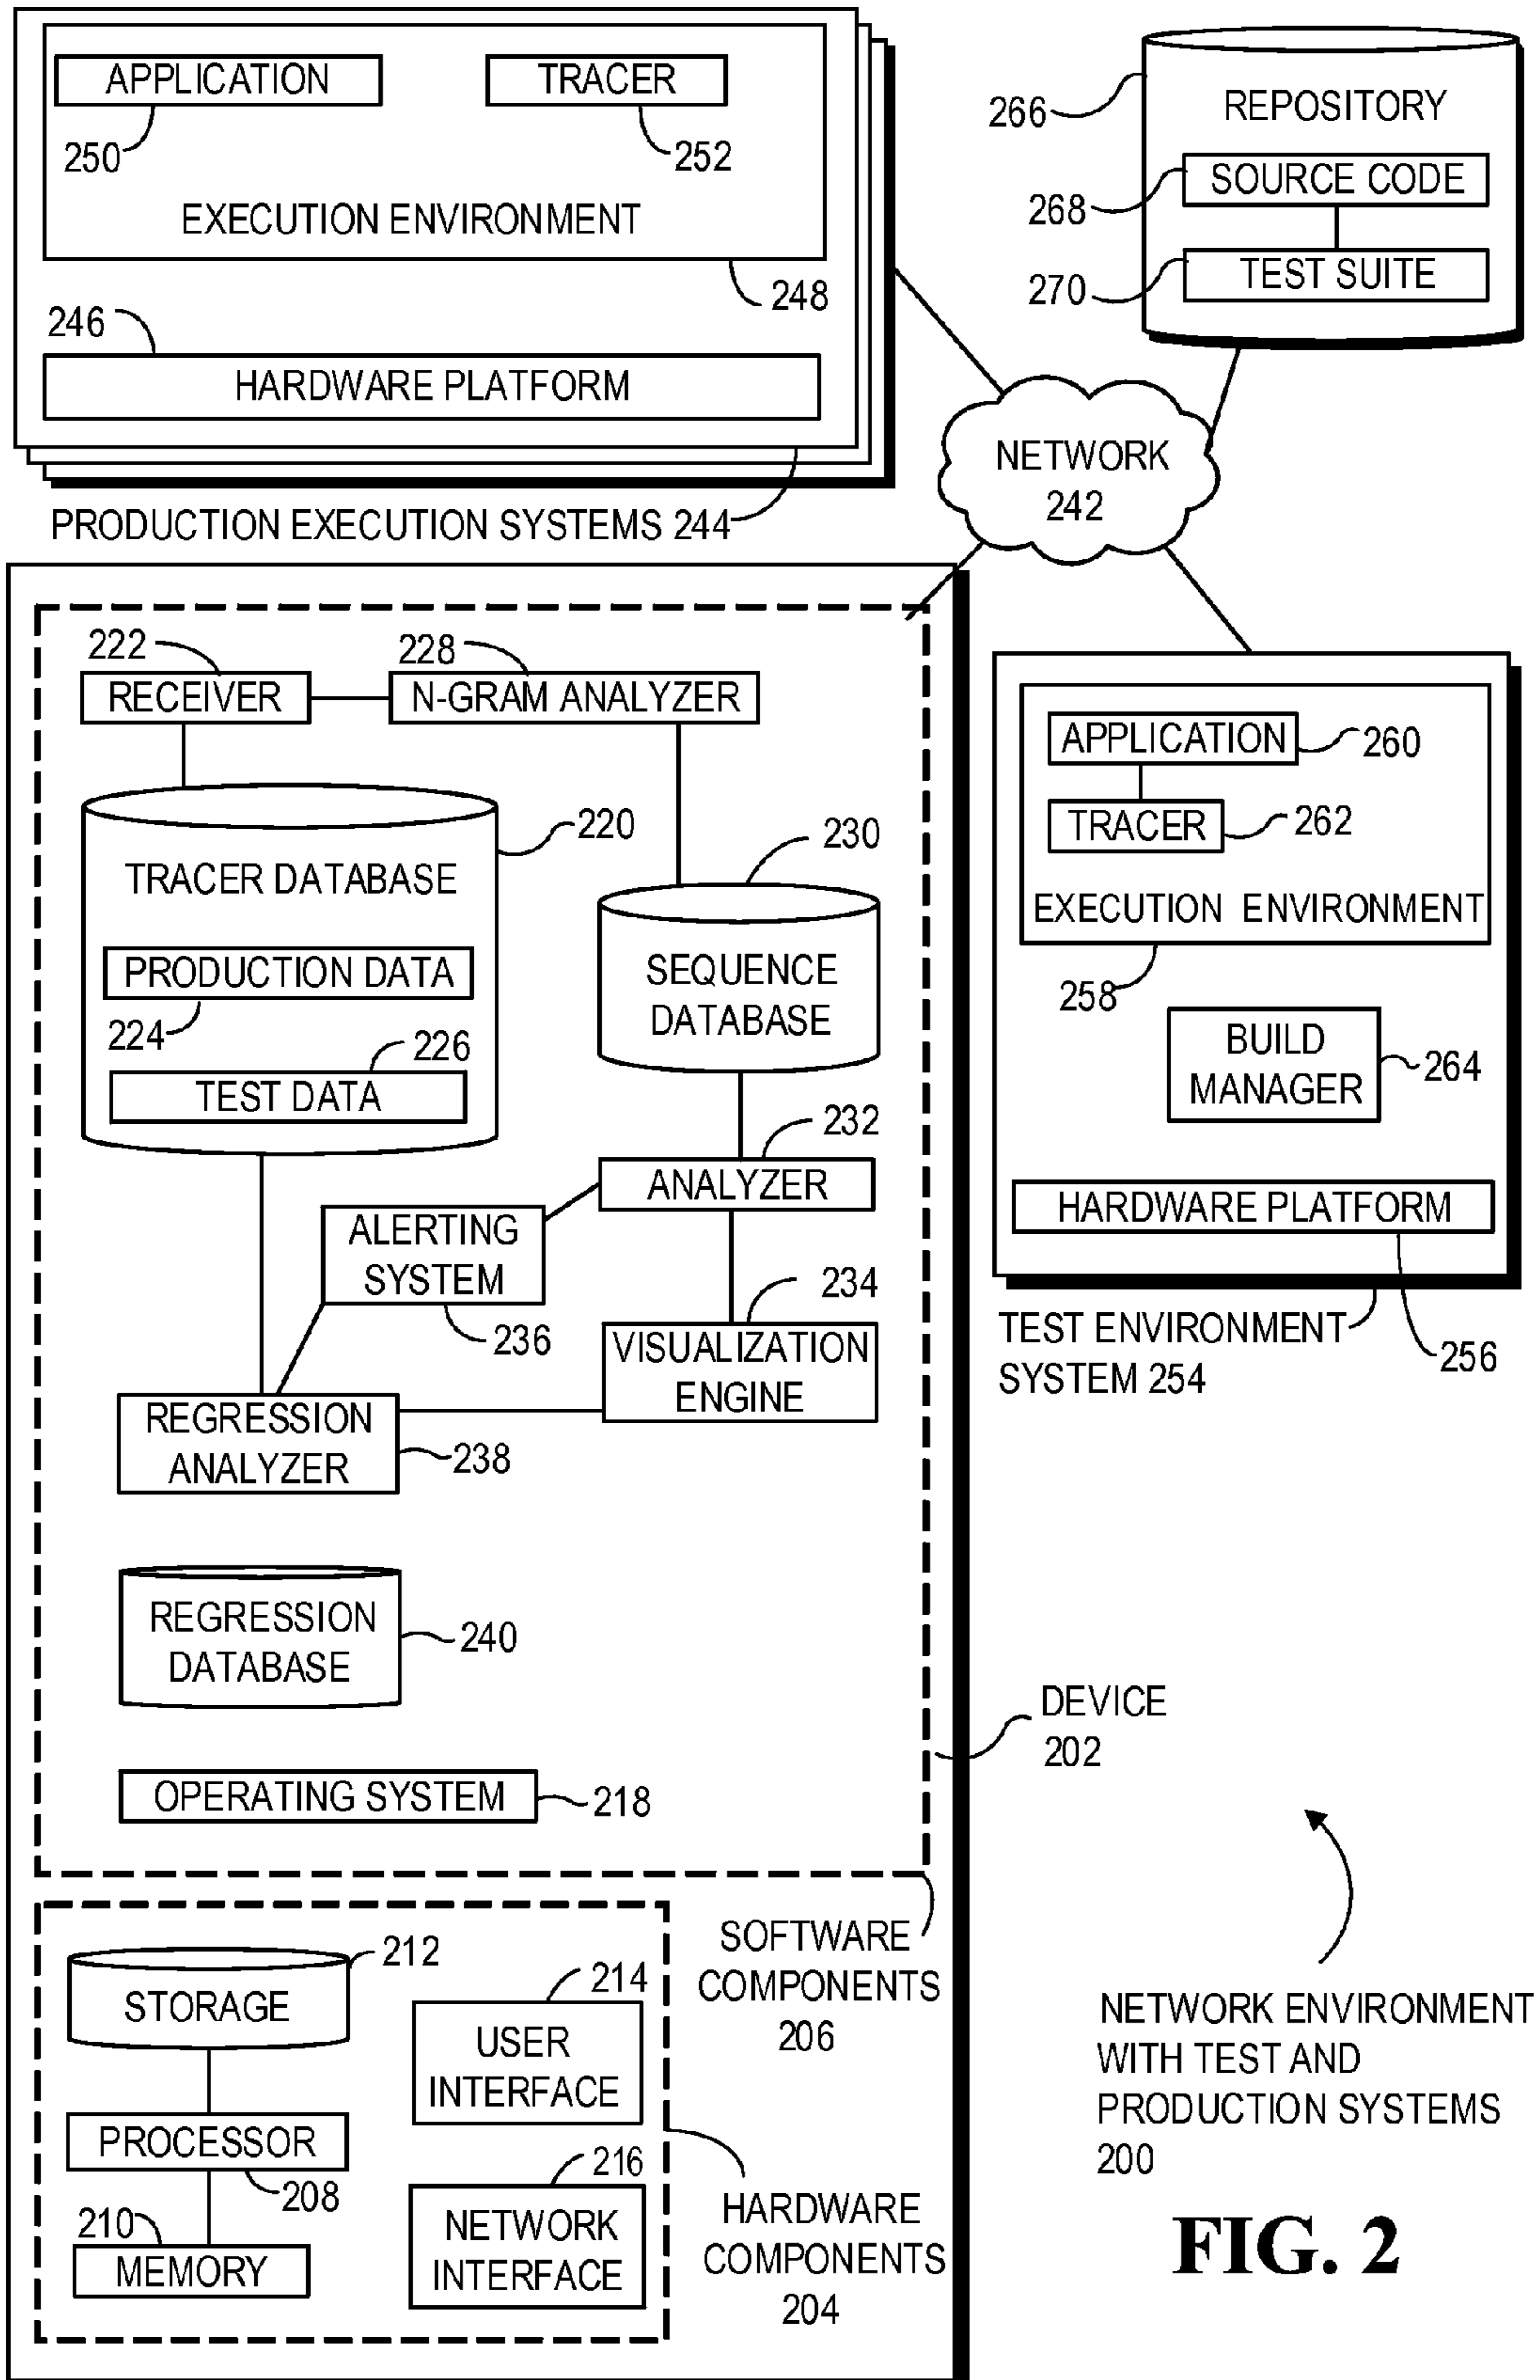 APPLICATION
TRACER
250
252
EXECUTION ENVIRONMENT
248
246
HARDWARE PLATFORM
PRODUCTION EXECUTION SYSTEMS 244
266
REPOSITORY
268
SOURCE CODE
270
TEST SUITE
NETWORK
242
222
228
RECEIVER
N-GRAM ANALYZER
220
TRACER DATABASE
230
PRODUCTION DATA
224
226
TEST DATA
SEQUENCE
DATABASE
232
ANALYZER
ALERTING
SYSTEM
236
234
VISUALIZATION
ENGINE
REGRESSION
ANALYZER
238
REGRESSION
DATABASE
240
OPERATING SYSTEM
218
APPLICATION
260
TRACER
262
EXECUTION ENVIRONMENT
258
BUILD
MANAGER
264
HARDWARE PLATFORM
TEST ENVIRONMENT
SYSTEM 254
256
DEVICE
202
SOFTWARE
COMPONENTS
206
212
STORAGE
214
USER
INTERFACE
PROCESSOR
208
216
210
MEMORY
NETWORK
INTERFACE
HARDWARE
COMPONENTS
204
NETWORK ENVIRONMENT
WITH TEST AND
PRODUCTION SYSTEMS
200
FIG. 2